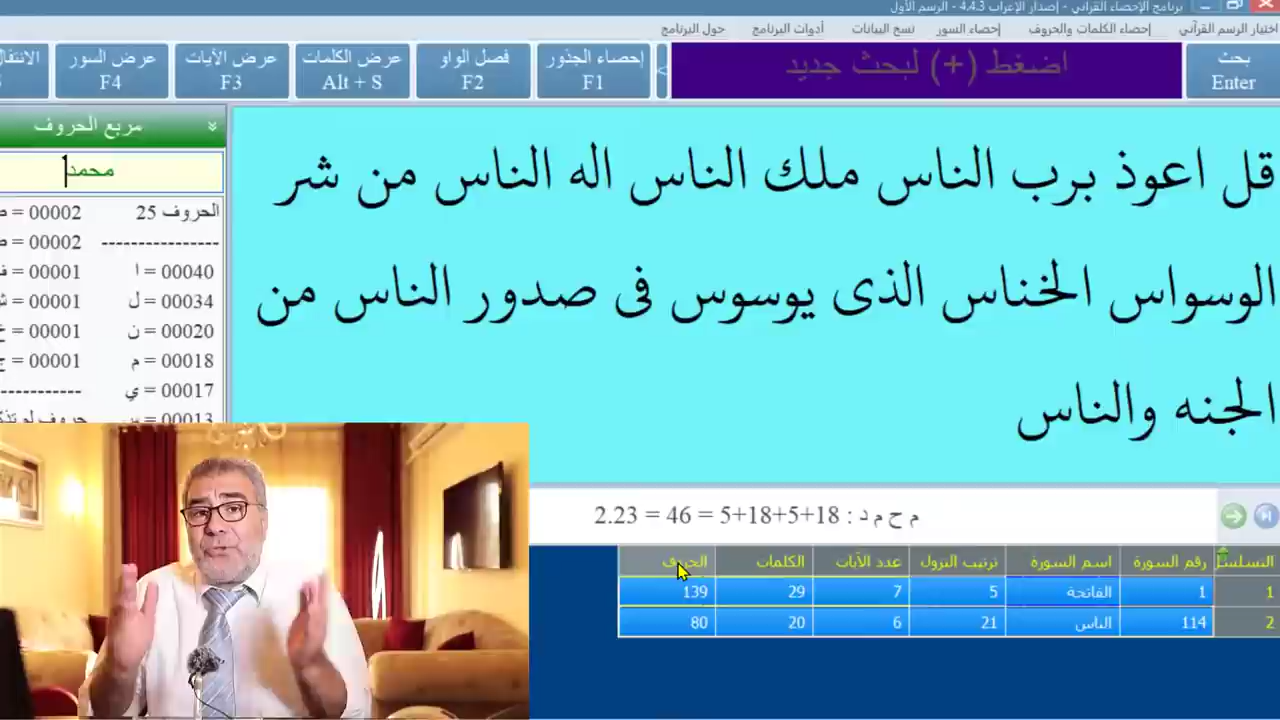 برنامج الإحصاء القرآني - إصدار الإعراب 4.4.3 - الرسم الأول
اختيار الرسم القرآني إحصاء الكلمات والحروف إحصاء السور نسخ البيانات أدوات البرنامج حول البرنامج
بحث Enter
اضغط (+) لبحث جديد
>
إحصاء الجذور F1
فصل الواو F2
عرض الكلمات Alt + S
عرض الآيات F3
عرض السور F4
الانتقال
مربع الحروف
محمد
الحروف 25
----------------
00040 = ا
00034 = ل
00020 = ن
00018 = م
00017 = ي
00013 = س
00002 =
00002 =
00001 =
00001 =
00001 =
00001 =
-----------
حروف لم تذك
قل اعوذ برب الناس ملك الناس اله الناس من شر
الوسواس الخناس الذى يوسوس فى صدور الناس من
الجنه والناس
م ح م د : 18+5+18+5 = 46 = 2.23
التسلسل رقم السورة اسم السورة ترتيب النزول عدد الآيات الكلمات الحروف
1 1 الفاتحة 5 7 29 139
2 114 الناس 21 6 20 80